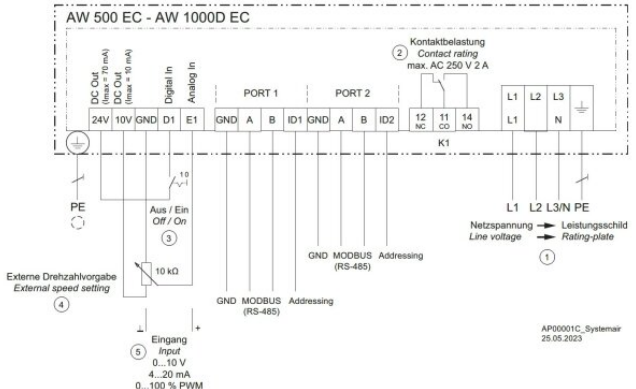 AW 500 EC - AW 1000D EC
DC Out
(Imax = 70 mA)
DC Out
(Imax = 10 mA)
Digital In
Analog In
PORT 1
PORT 2
2
Kontaktbelastung
Contact rating
max. AC 250 V 2 A
24V 10V GND D1 E1
GND A B ID1 GND A B ID2
12 11 14
NC CO NO
K1
L1 L2 L3
L1 N
PE
1 0
Aus / Ein
Off / On
3
L1 L2 L3/N PE
Netzspannung Leistungsschild
Line voltage Rating-plate
1
GND MODBUS Addressing
(RS-485)
Externe Drehzahlvorgabe
External speed setting
4
10 kΩ
GND MODBUS Addressing
(RS-485)
⊥ +
5
Eingang
Input
0...10 V
4...20 mA
0...100 % PWM
AP00001C_Systemair
25.05.2023